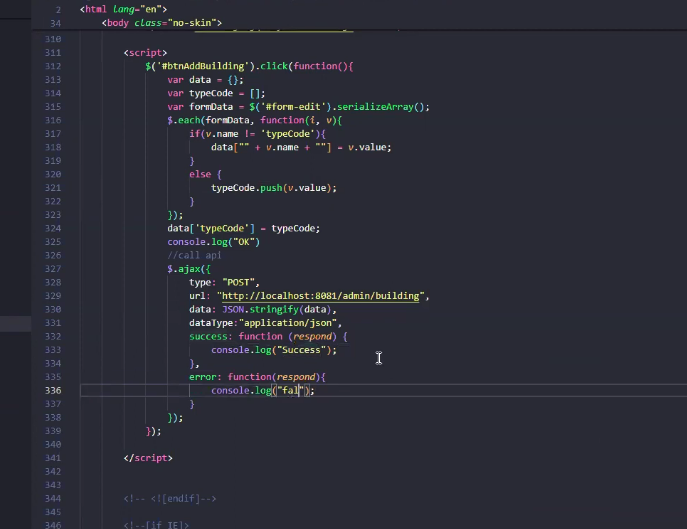 2 <html lang="en">
34 <body class="no-skin">
310
311 <script>
312 $('#btnAddBuilding').click(function(){
313 var data = {};
314 var typeCode = [];
315 var formData = $('#form-edit').serializeArray();
316 $.each(formData, function(i, v){
317 if(v.name != 'typeCode'){
318 data["" + v.name + ""] = v.value;
319 }
320 else {
321 typeCode.push(v.value);
322 }
323 });
324 data['typeCode'] = typeCode;
325 console.log("OK")
326 //call api
327 $.ajax({
328 type: "POST",
329 url: "http://localhost:8081/admin/building",
330 data: JSON.stringify(data),
331 dataType:"application/json",
332 success: function (respond) {
333 console.log("Success");
334 },
335 error: function(respond){
336 console.log("fal");
337 }
338 });
339 });
340
341 </script>
342
343
344 <!-- <![endif]-->
345
346 <!--[if IE]>